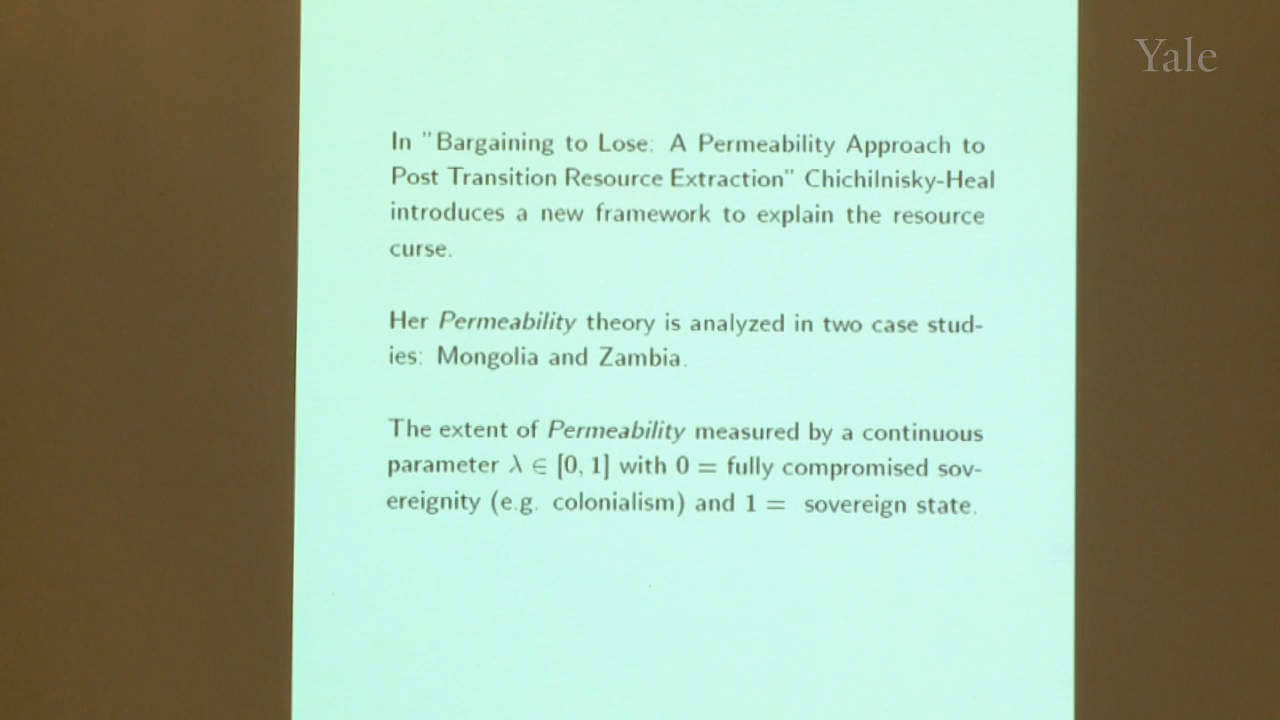 Yale
In "Bargaining to Lose: A Permeability Approach to
Post Transition Resource Extraction" Chichilnisky-Heal
introduces a new framework to explain the resource
curse.
Her Permeability theory is analyzed in two case stud-
ies: Mongolia and Zambia.
The extent of Permeability measured by a continuous
parameter λ ∈ [0, 1] with 0 = fully compromised sov-
ereignity (e.g. colonialism) and 1 = sovereign state.